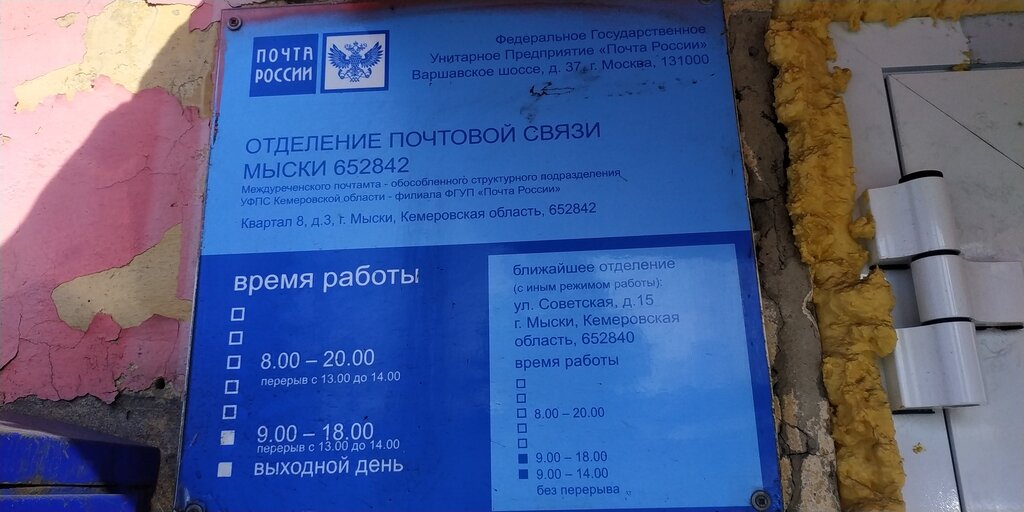 ПОЧТА
РОССИИ
Федеральное Государственное
Унитарное Предприятие «Почта России»
Варшавское шоссе, д. 37, г. Москва, 131000
ОТДЕЛЕНИЕ ПОЧТОВОЙ СВЯЗИ
МЫСКИ 652842
Междуреченского почтамта - обособленного структурного подразделения
УФПС Кемеровской области - филиала ФГУП «Почта России»
Квартал 8, д.3, г. Мыски, Кемеровская область, 652842
время работы
8.00 – 20.00
перерыв с 13.00 до 14.00
9.00 – 18.00
перерыв с 13.00 до 14.00
выходной день
ближайшее отделение
(с иным режимом работы):
ул. Советская, д.15
г. Мыски, Кемеровская
область, 652840
время работы
8.00 – 20.00
9.00 – 18.00
9.00 – 14.00
без перерыва